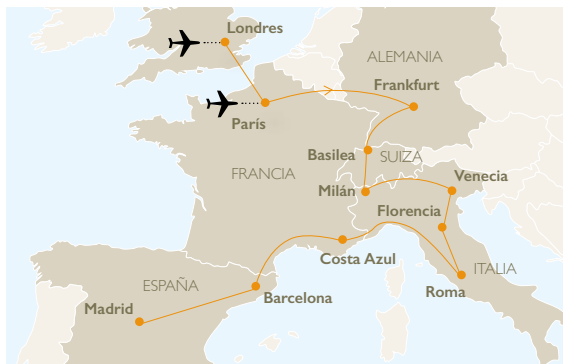 Londres
ALEMANIA
Frankfurt
París
Basilea
SUIZA
FRANCIA
Venecia
Milán
Florencia
Costa Azul
ITALIA
ESPAÑA
Barcelona
Roma
Madrid